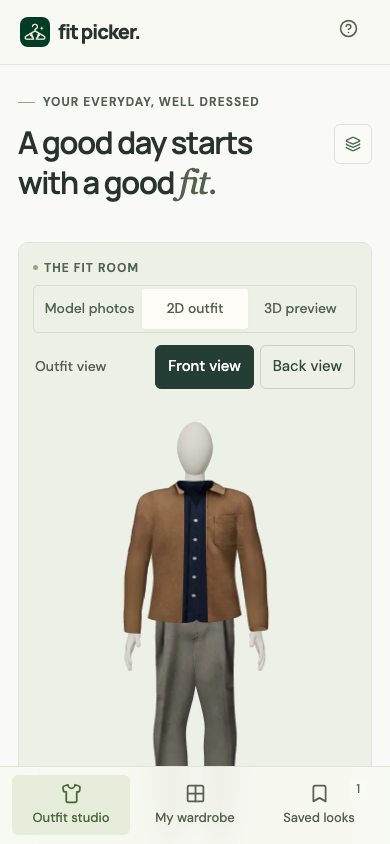 fit picker.
YOUR EVERYDAY, WELL DRESSED
A good day starts
with a good fit.
THE FIT ROOM
Model photos
2D outfit
3D preview
Outfit view
Front view
Back view
Outfit studio
My wardrobe
Saved looks
1